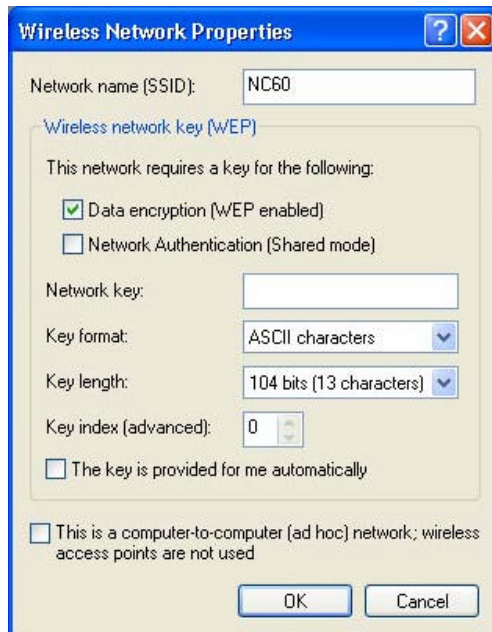 Wireless Network Properties
Network name (SSID): NC60
Wireless network key (WEP)
This network requires a key for the following:
Data encryption (WEP enabled)
Network Authentication (Shared mode)
Network key:
Key format: ASCII characters
Key length: 104 bits (13 characters)
Key index (advanced): 0
The key is provided for me automatically
This is a computer-to-computer (ad hoc) network; wireless
access points are not used
OK Cancel